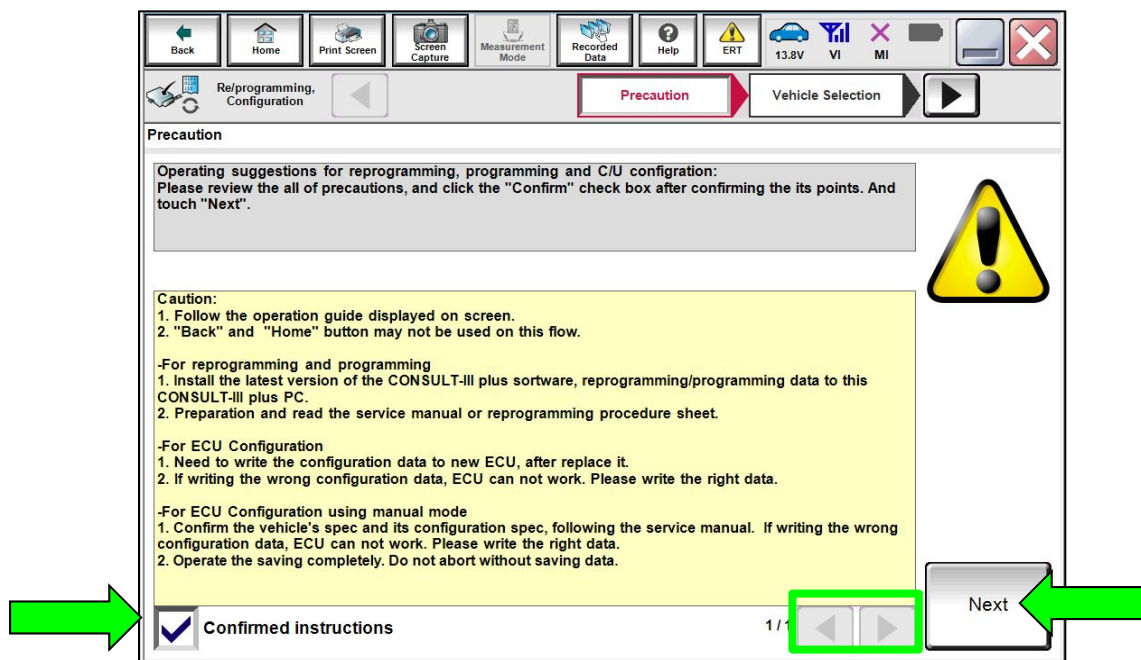 Back
Home
Print Screen
Screen
Capture
Measurement
Mode
Recorded
Data
Help
ERT
13.8V
VI
MI
Re/programming,
Configuration
Precaution
Vehicle Selection
Precaution
Operating suggestions for reprogramming, programming and C/U configration:
Please review the all of precautions, and click the "Confirm" check box after confirming the its points. And
touch "Next".
Caution:
1. Follow the operation guide displayed on screen.
2. "Back" and "Home" button may not be used on this flow.
-For reprogramming and programming
1. Install the latest version of the CONSULT-III plus sortware, reprogramming/programming data to this
CONSULT-III plus PC.
2. Preparation and read the service manual or reprogramming procedure sheet.
-For ECU Configuration
1. Need to write the configuration data to new ECU, after replace it.
2. If writing the wrong configuration data, ECU can not work. Please write the right data.
-For ECU Configuration using manual mode
1. Confirm the vehicle's spec and its configuration spec, following the service manual. If writing the wrong
configuration data, ECU can not work. Please write the right data.
2. Operate the saving completely. Do not abort without saving data.
Confirmed instructions
1 / 1
Next